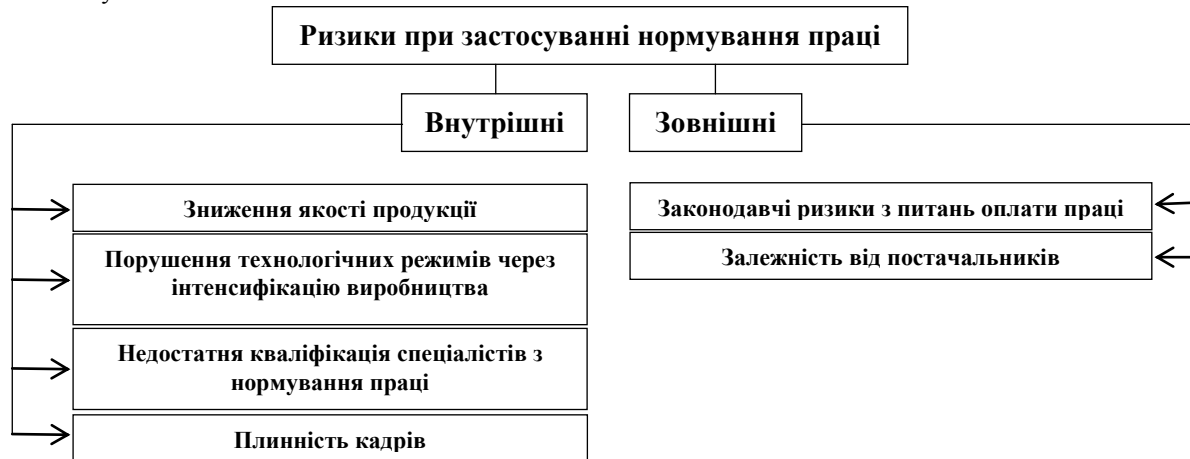 Ризики при застосуванні нормування праці
Внутрішні
Зовнішні
Зниження якості продукції
Порушення технологічних режимів через
інтенсифікацію виробництва
Недостатня кваліфікація спеціалістів з
нормування праці
Плинність кадрів
Законодавчі ризики з питань оплати праці
Залежність від постачальників